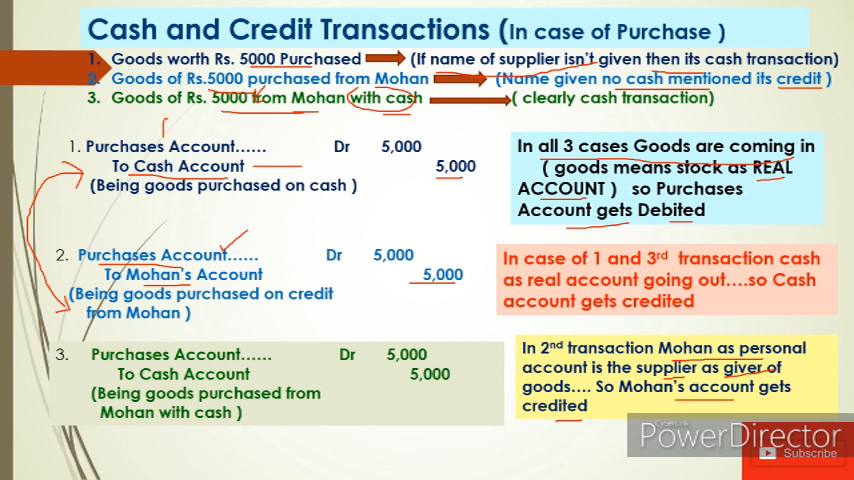 Cash and Credit Transactions (In case of Purchase )
1. Goods worth Rs. 5000 Purchased (If name of supplier isn't given then its cash transaction)
2. Goods of Rs.5000 purchased from Mohan (Name given no cash mentioned its credit )
3. Goods of Rs. 5000 from Mohan with cash ( clearly cash transaction)
1. Purchases Account...... Dr 5,000
To Cash Account 5,000
(Being goods purchased on cash )
In all 3 cases Goods are coming in
( goods means stock as REAL
ACCOUNT ) so Purchases
Account gets Debited
2. Purchases Account...... Dr 5,000
To Mohan's Account 5,000
(Being goods purchased on credit
from Mohan )
In case of 1 and 3rd transaction cash
as real account going out....so Cash
account gets credited
3. Purchases Account...... Dr 5,000
To Cash Account 5,000
(Being goods purchased from
Mohan with cash )
In 2nd transaction Mohan as personal
account is the supplier as giver of
goods.... So Mohan's account gets
credited
CyberLink
PowerDirector
Subscribe